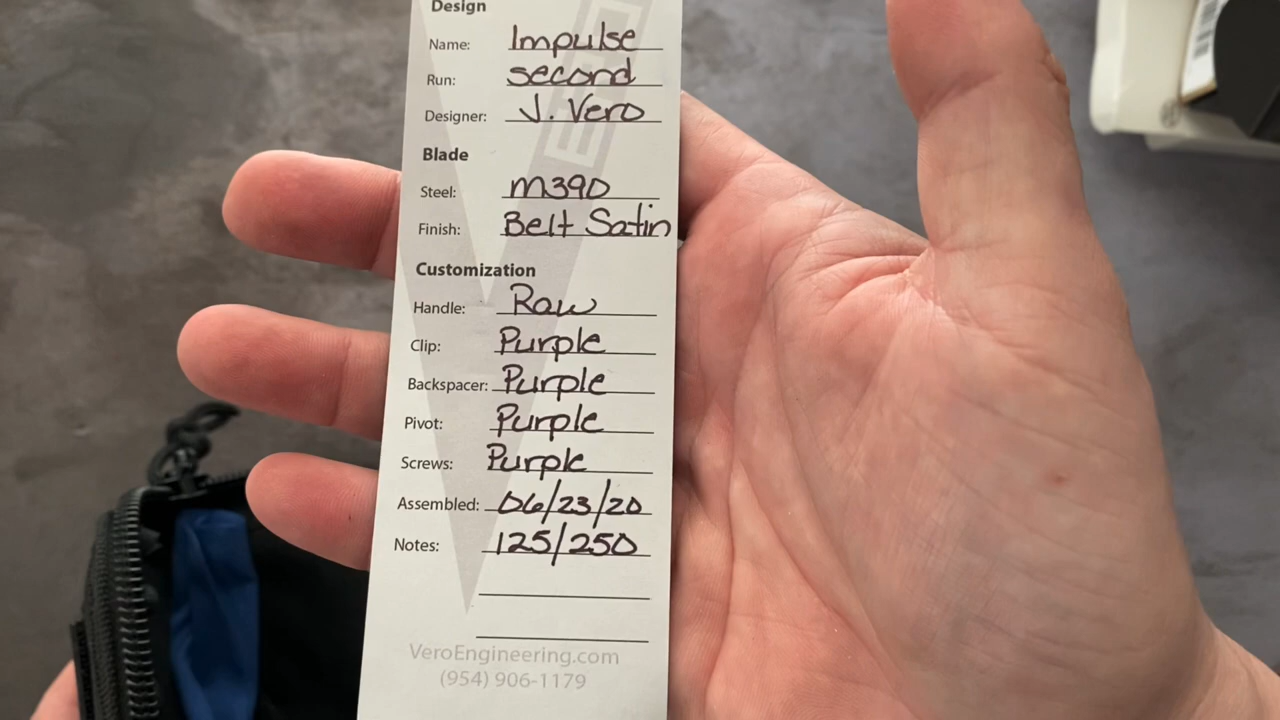 Design
Name: Impulse
Run: second
Designer: J. Vero
Blade
Steel: M390
Finish: Belt Satin
Customization
Handle: Raw
Clip: Purple
Backspacer: Purple
Pivot: Purple
Screws: Purple
Assembled: 06/23/20
Notes: 125/250
VeroEngineering.com
(954) 906-1179